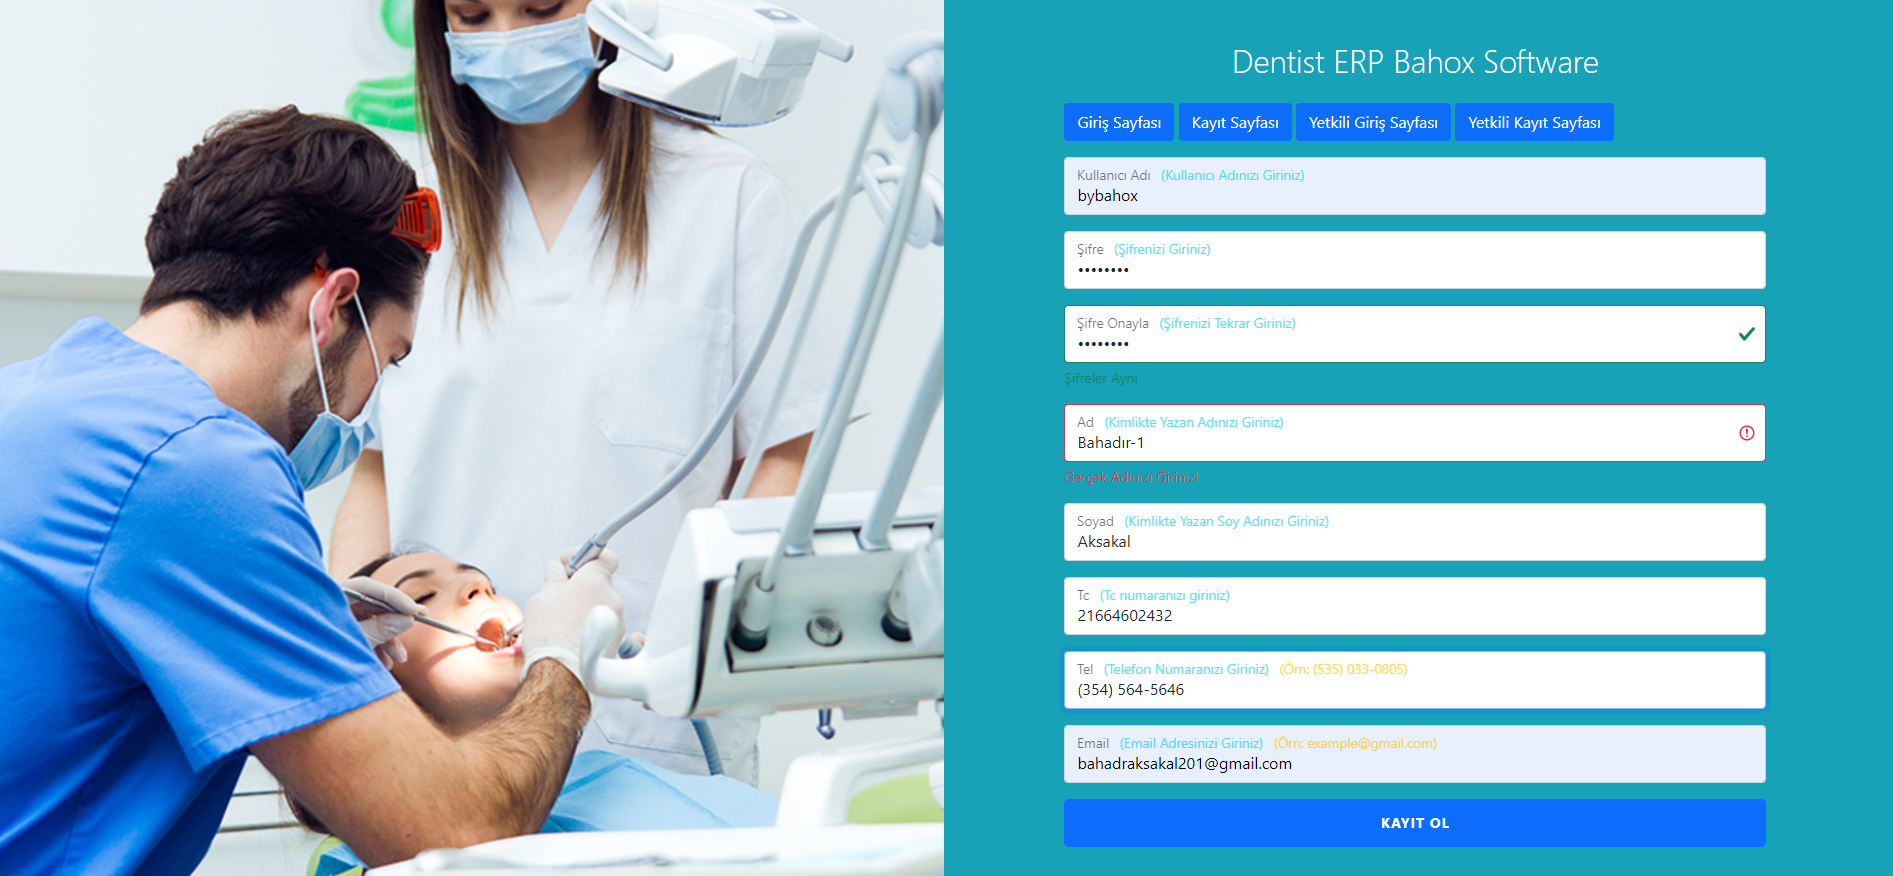 Dentist ERP Bahox Software
Giriş Sayfası Kayıt Sayfası Yetkili Giriş Sayfası Yetkili Kayıt Sayfası
Kullanıcı Adı (Kullanıcı Adınızı Giriniz)
bybahox
Şifre (Şifrenizi Giriniz)
••••••••
Şifre Onayla (Şifrenizi Tekrar Giriniz)
••••••••
Şifreler Aynı
Ad (Kimlikte Yazan Adınızı Giriniz)
Bahadır-1
Gerçek Adınızı Giriniz!
Soyad (Kimlikte Yazan Soy Adınızı Giriniz)
Aksakal
Tc (Tc numaranızı giriniz)
21664602432
Tel (Telefon Numaranızı Giriniz) (Örn: (535) 033-0805)
(354) 564-5646
Email (Email Adresinizi Giriniz) (Örn: example@gmail.com)
bahadraksakal201@gmail.com
KAYIT OL